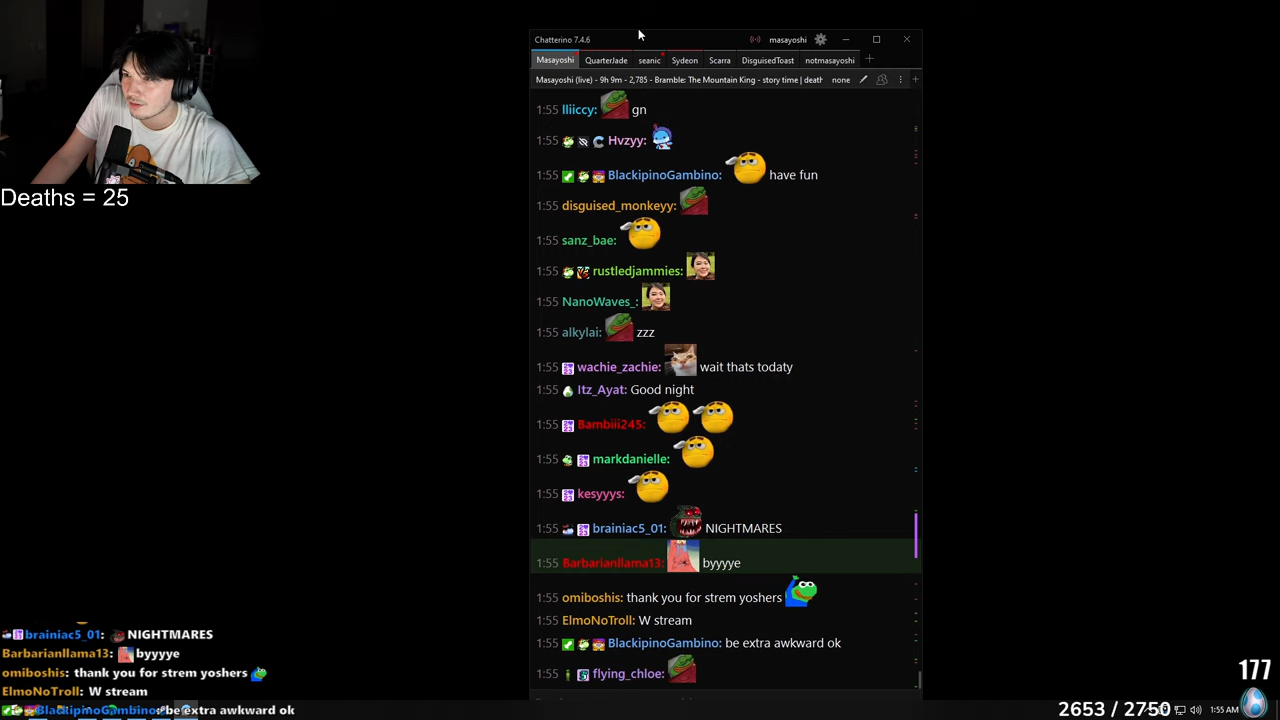 Chatterino 7.4.6
masayoshi
Masayoshi QuarterJade seanic Sydeon Scarra DisguisedToast notmasayoshi
Masayoshi (live) - 9h 9m - 2,785 - Bramble: The Mountain King - story time | death none
1:55 lliiccy: gn
1:55 Hvzyy:
1:55 BlackipinoGambino: have fun
1:55 disguised_monkeyy:
1:55 sanz_bae:
1:55 rustledjammies:
1:55 NanoWaves_:
1:55 alkylai: zzz
1:55 wachie_zachie: wait thats todaty
1:55 Itz_Ayat: Good night
1:55 Bambiii245:
1:55 markdanielle:
1:55 kesyyys:
1:55 brainiac5_01: NIGHTMARES
1:55 Barbarianllama13: byyyye
1:55 omiboshis: thank you for strem yoshers
1:55 ElmoNoTroll: W stream
1:55 BlackipinoGambino: be extra awkward ok
1:55 flying_chloe:
Deaths = 25
brainiac5_01: NIGHTMARES
Barbarianllama13: byyyye
omiboshis: thank you for strem yoshers
ElmoNoTroll: W stream
BlackipinoGambino: be extra awkward ok
177
2653 / 2750
1:55 AM